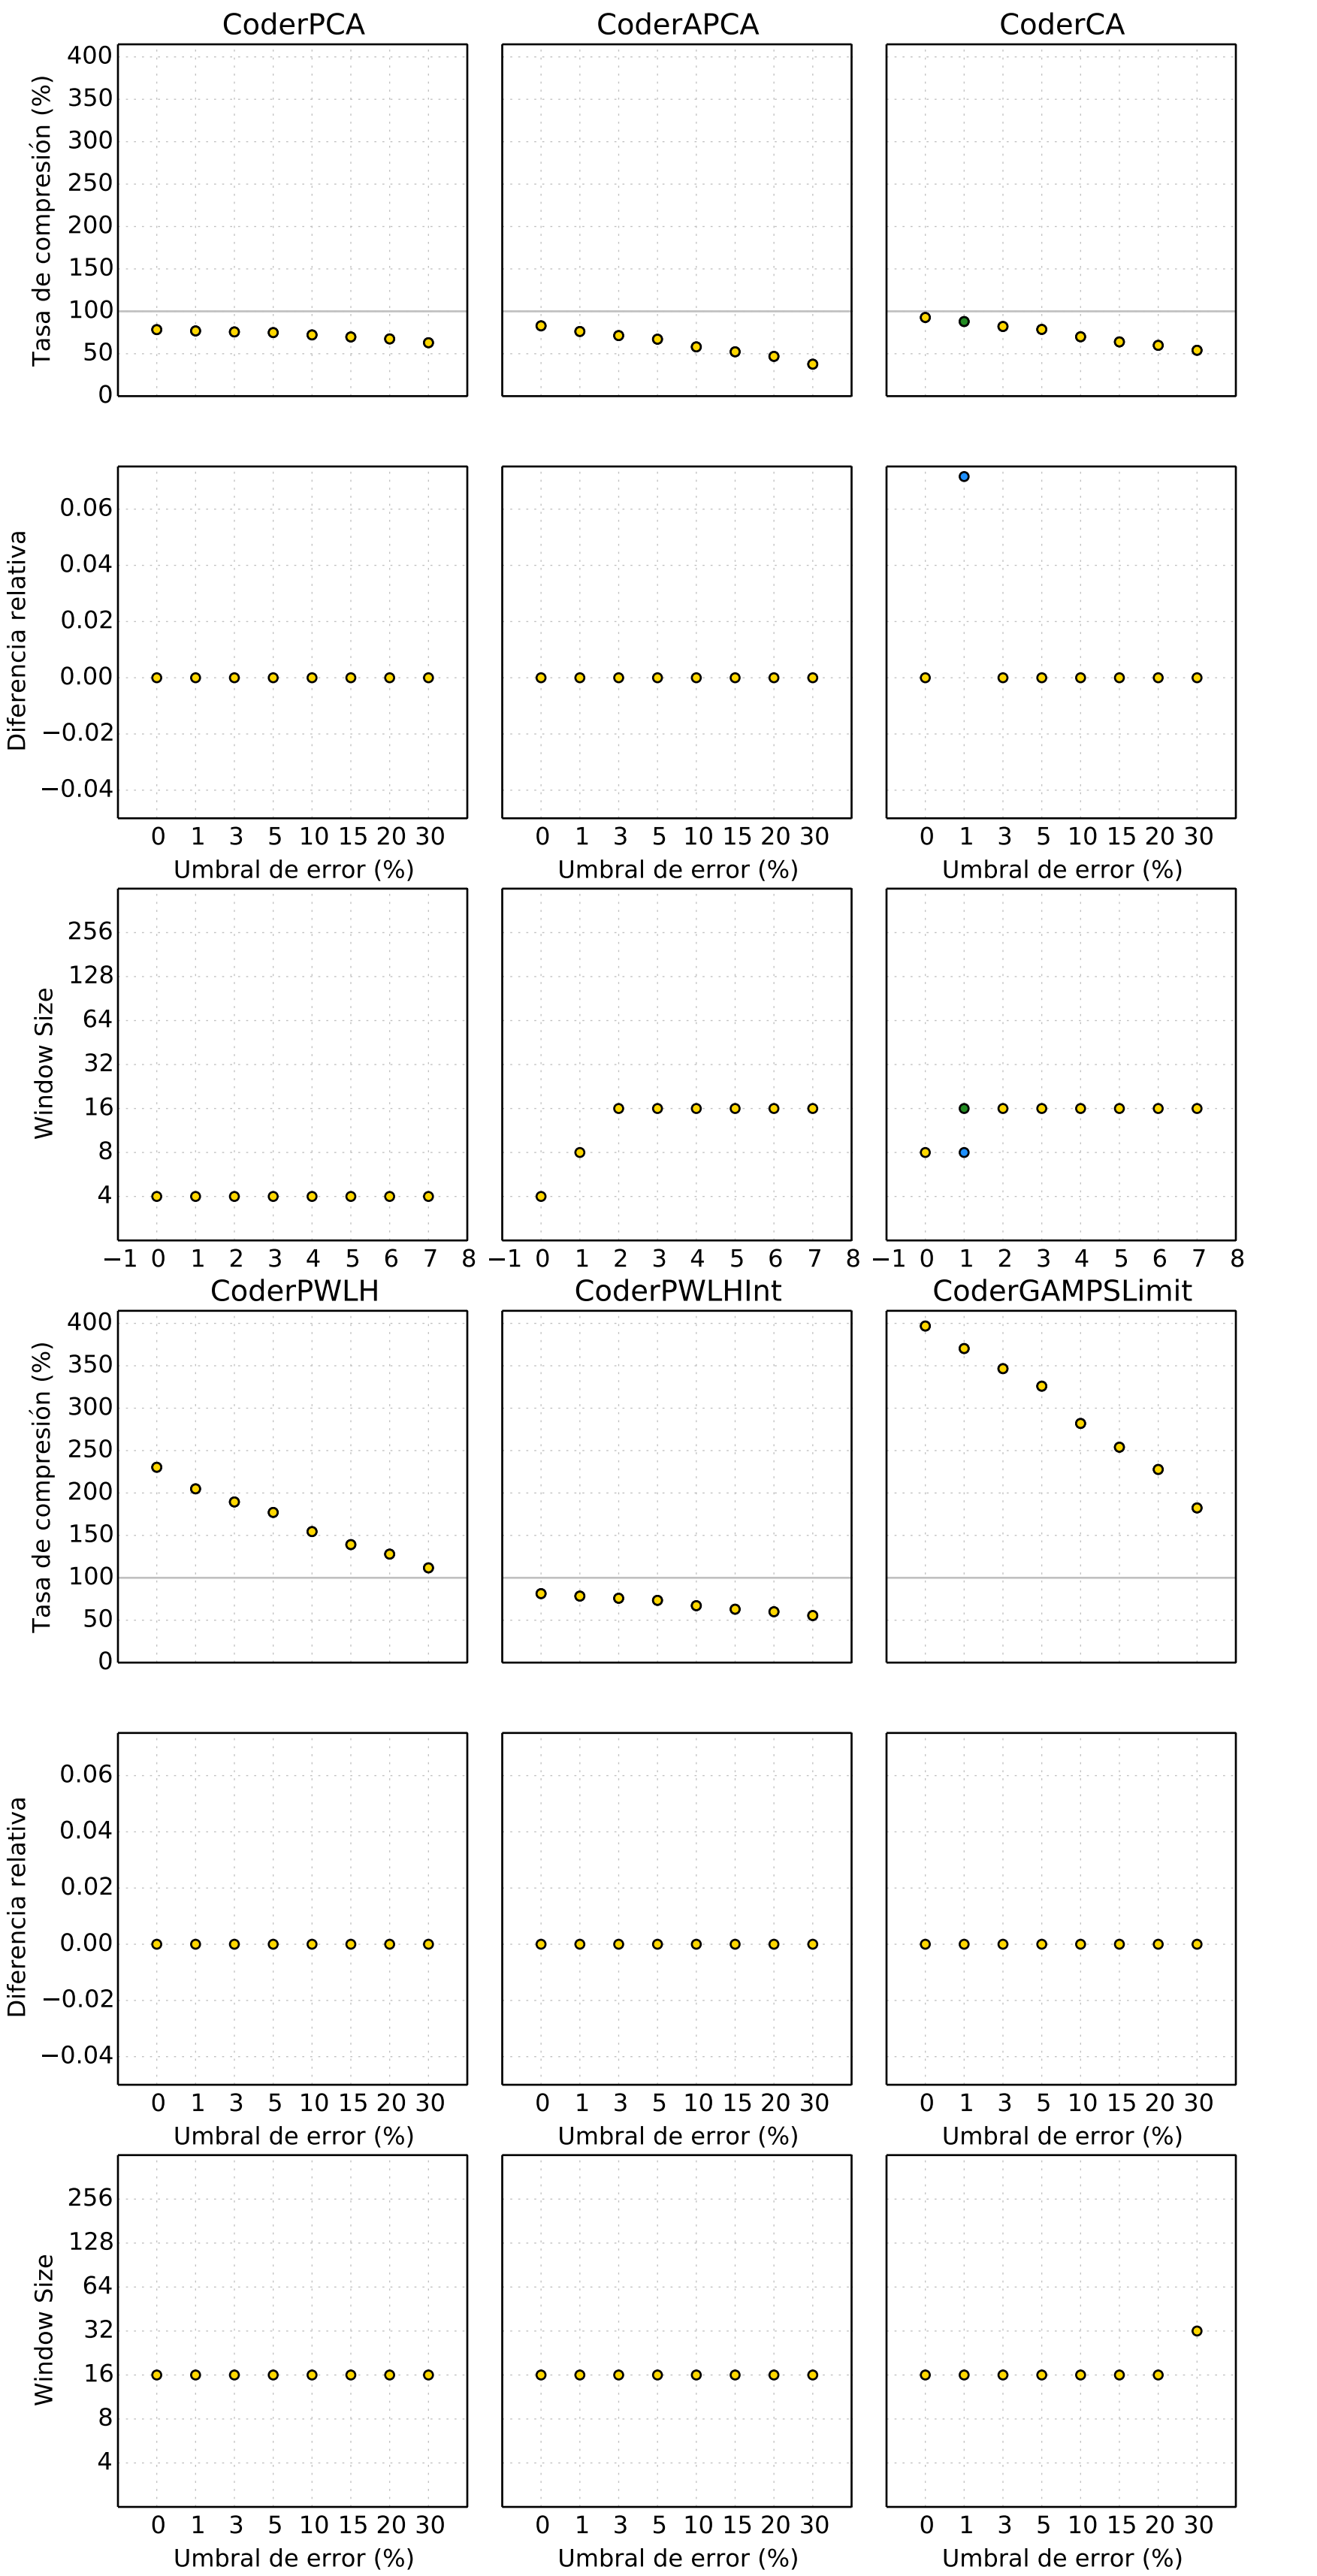 CoderPCA CoderAPCA CoderCA
Tasa de compresión (%)
400
350
300
250
200
150
100
50
0
Diferencia relativa
0.06
0.04
0.02
0.00
−0.02
−0.04
0 1 3 5 10 15 20 30 0 1 3 5 10 15 20 30 0 1 3 5 10 15 20 30
Umbral de error (%) Umbral de error (%) Umbral de error (%)
Window Size
256
128
64
32
16
8
4
−1 0 1 2 3 4 5 6 7 8 −1 0 1 2 3 4 5 6 7 8 −1 0 1 2 3 4 5 6 7 8
CoderPWLH CoderPWLHInt CoderGAMPSLimit
Tasa de compresión (%)
400
350
300
250
200
150
100
50
0
Diferencia relativa
0.06
0.04
0.02
0.00
−0.02
−0.04
0 1 3 5 10 15 20 30 0 1 3 5 10 15 20 30 0 1 3 5 10 15 20 30
Umbral de error (%) Umbral de error (%) Umbral de error (%)
Window Size
256
128
64
32
16
8
4
0 1 3 5 10 15 20 30 0 1 3 5 10 15 20 30 0 1 3 5 10 15 20 30
Umbral de error (%) Umbral de error (%) Umbral de error (%)